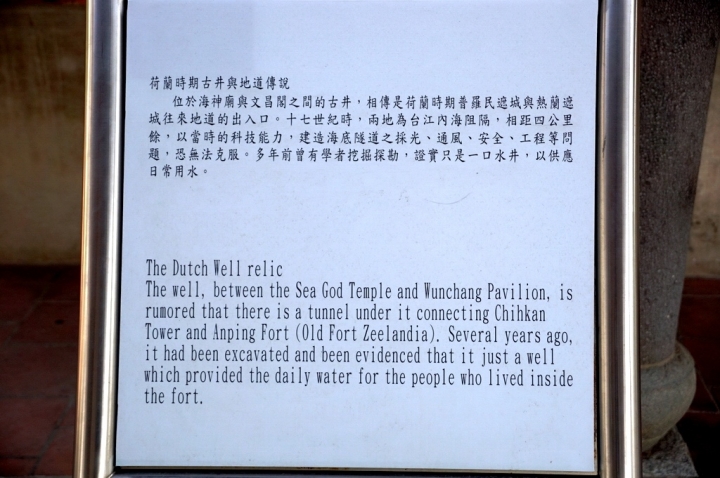 荷蘭時期古井與地道傳說
位於海神廟與文昌閣之間的古井，相傳是荷蘭時期普羅民遮城與熱蘭遮
城往來地道的出入口。十七世紀時，兩地為台江內海阻隔，相距四公里
餘，以當時的科技能力，建造海底隧道之採光、通風、安全、工程等問
題，恐無法克服。多年前曾有學者挖掘探勘，證實只是一口水井，以供應
日常用水。
The Dutch Well relic
The well, between the Sea God Temple and Wunchang Pavilion, is
rumored that there is a tunnel under it connecting Chihkan
Tower and Anping Fort (Old Fort Zeelandia). Several years ago,
it had been excavated and been evidenced that it just a well
which provided the daily water for the people who lived inside
the fort.